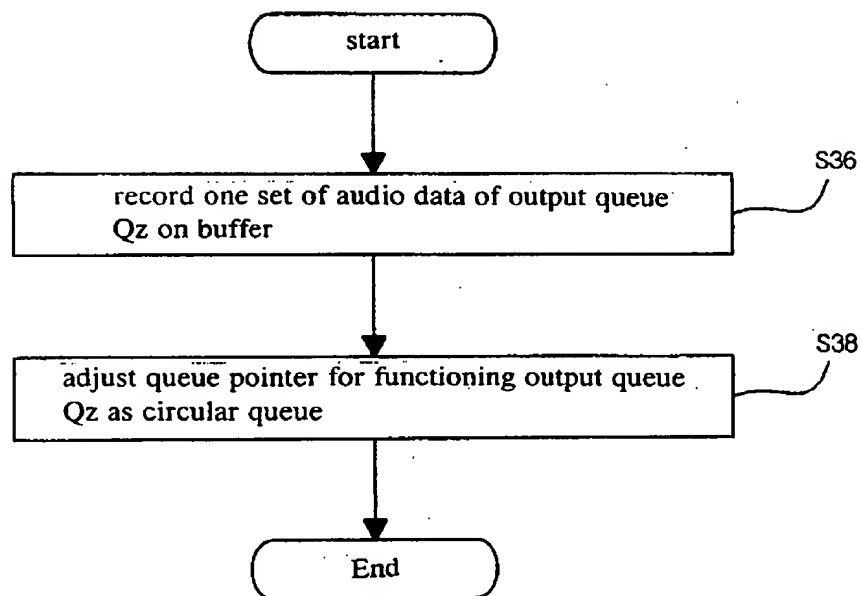 start
S36
record one set of audio data of output queue
Qz on buffer
S38
adjust queue pointer for functioning output queue
Qz as circular queue
End